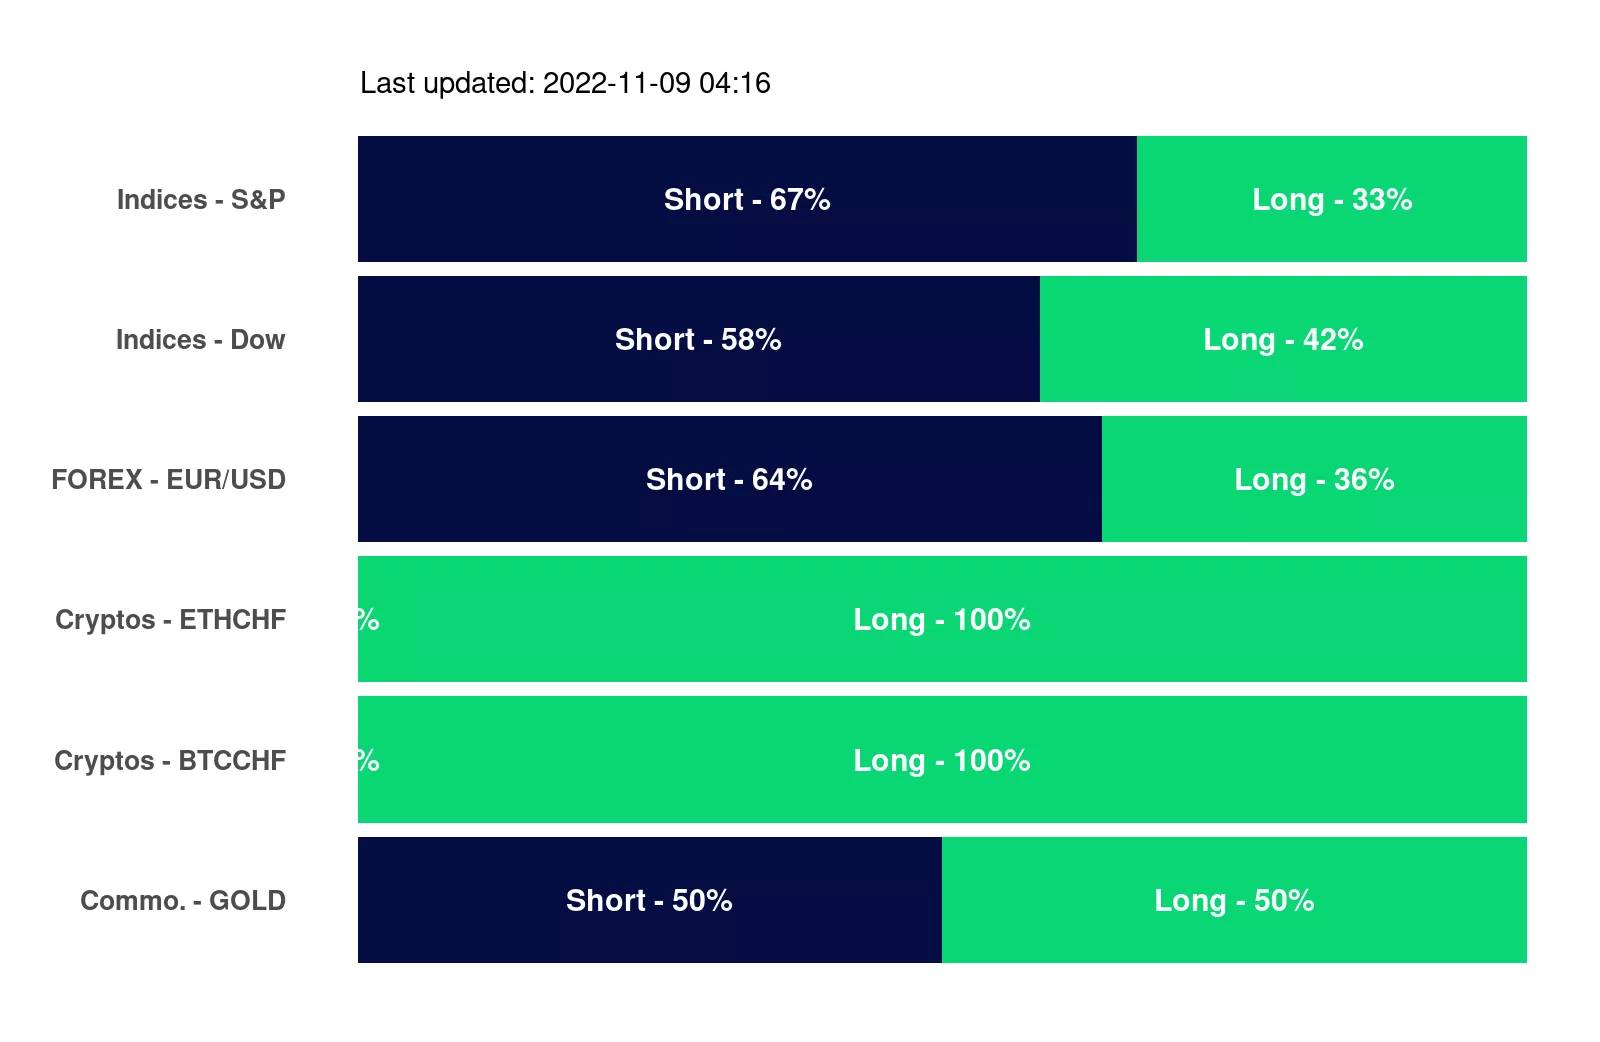 Last updated: 2022-11-09 04:16
Indices - S&P Short - 67% Long - 33%
Indices - Dow Short - 58% Long - 42%
FOREX - EUR/USD Short - 64% Long - 36%
Cryptos - ETHCHF % Long - 100%
Cryptos - BTCCHF % Long - 100%
Commo. - GOLD Short - 50% Long - 50%